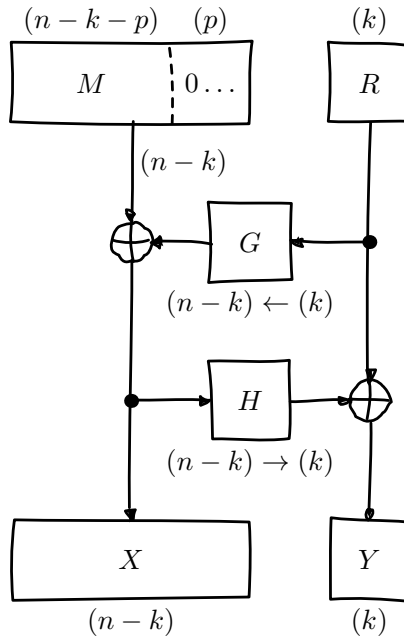 (n − k − p) (p) (k)
M 0 … R
(n − k)
G
(n − k) ← (k)
H
(n − k) → (k)
X Y
(n − k) (k)